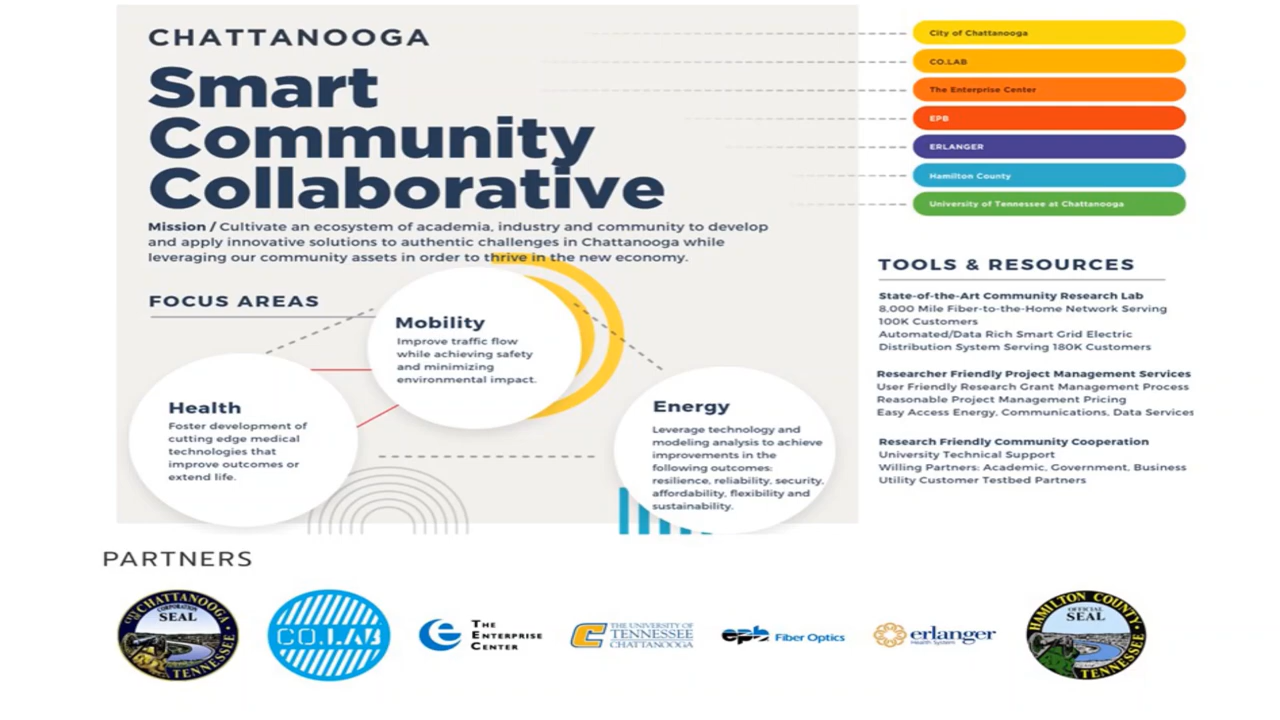 CHATTANOOGA
Smart
Community
Collaborative
Mission / Cultivate an ecosystem of academia, industry and community to develop
and apply innovative solutions to authentic challenges in Chattanooga while
leveraging our community assets in order to thrive in the new economy.
FOCUS AREAS
Mobility
Improve traffic flow
while achieving safety
and minimizing
environmental impact.
Health
Foster development of
cutting edge medical
technologies that
improve outcomes or
extend life.
Energy
Leverage technology and
modeling analysis to achieve
improvements in the
following outcomes:
resilience, reliability, security,
affordability, flexibility and
sustainability.
City of Chattanooga
CO.LAB
The Enterprise Center
EPB
ERLANGER
Hamilton County
University of Tennessee at Chattanooga
TOOLS & RESOURCES
State-of-the-Art Community Research Lab
8,000 Mile Fiber-to-the-Home Network Serving
100K Customers
Automated/Data Rich Smart Grid Electric
Distribution System Serving 180K Customers
Researcher Friendly Project Management Services
User Friendly Research Grant Management Process
Reasonable Project Management Pricing
Easy Access Energy, Communications, Data Services
Research Friendly Community Cooperation
University Technical Support
Willing Partners: Academic, Government, Business
Utility Customer Testbed Partners
PARTNERS
CITY OF CHATTANOOGA
CORPORATION
SEAL
TENNESSEE
CO.LAB
THE
ENTERPRISE
CENTER
THE UNIVERSITY OF
TENNESSEE
CHATTANOOGA
epb Fiber Optics
erlanger
Health System
HAMILTON COUNTY
OFFICIAL
SEAL
TENNESSEE